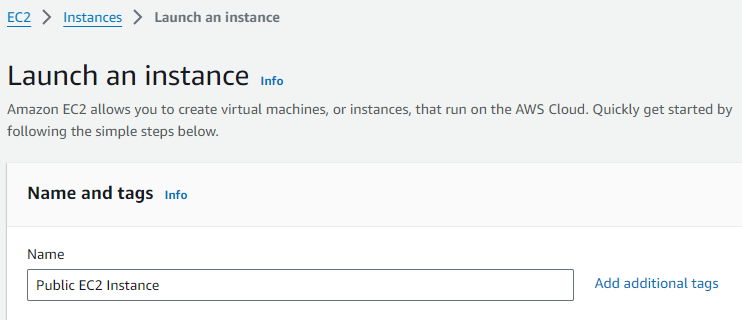 EC2 > Instances > Launch an instance
Launch an instance Info
Amazon EC2 allows you to create virtual machines, or instances, that run on the AWS Cloud. Quickly get started by
following the simple steps below.
Name and tags Info
Name
Public EC2 Instance Add additional tags